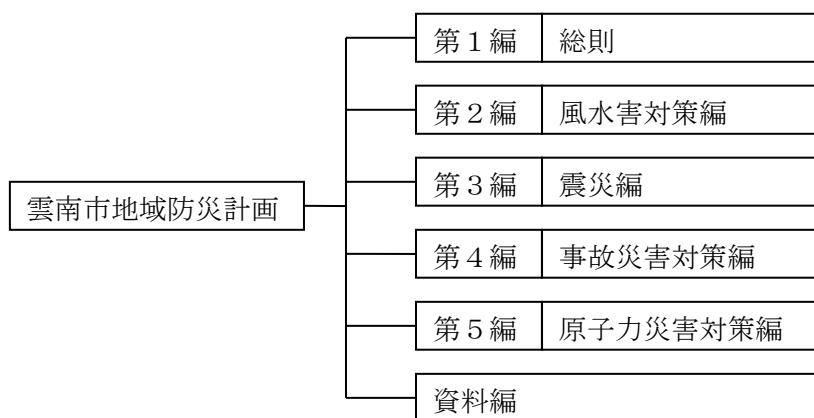 第１編 総則
第２編 風水害対策編
第３編 震災編
雲南市地域防災計画
第４編 事故災害対策編
第５編 原子力災害対策編
資料編